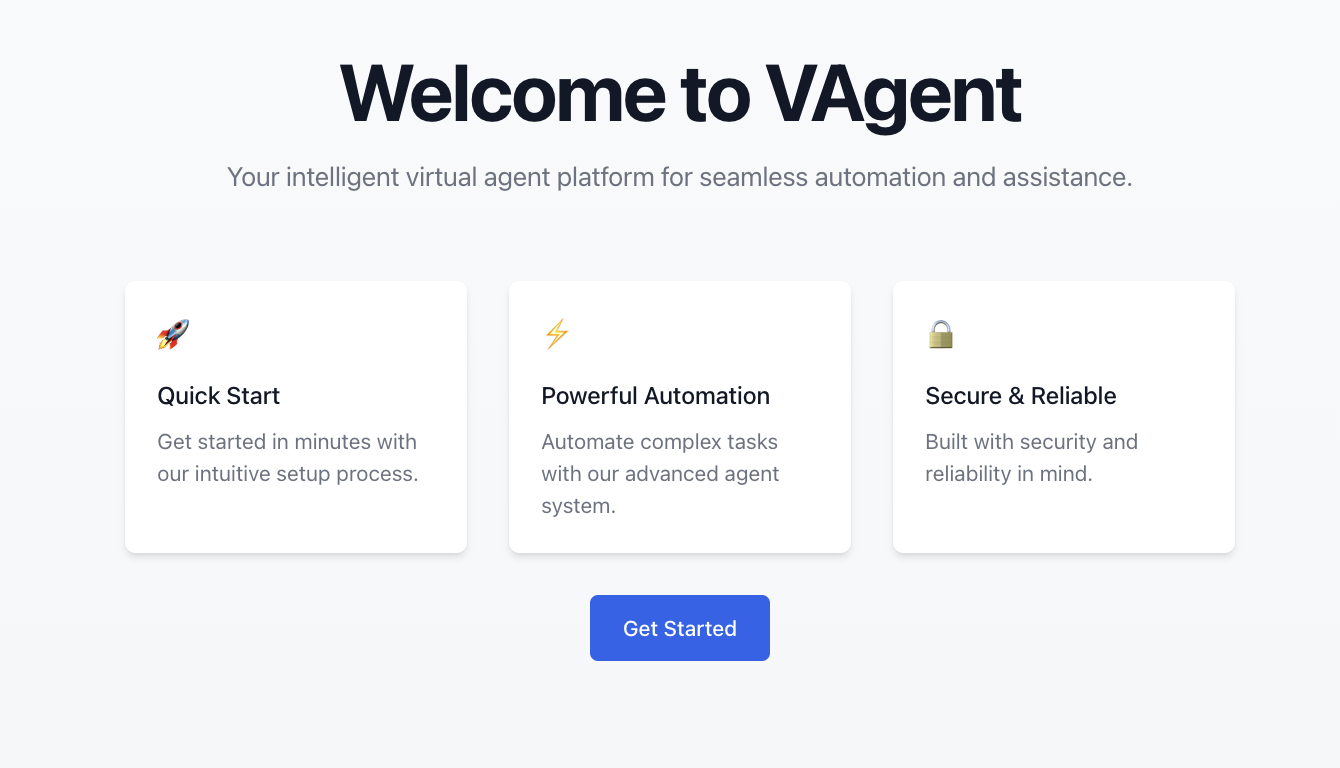 Welcome to VAgent
Your intelligent virtual agent platform for seamless automation and assistance.
Quick Start
Get started in minutes with
our intuitive setup process.
Powerful Automation
Automate complex tasks
with our advanced agent
system.
Secure & Reliable
Built with security and
reliability in mind.
Get Started